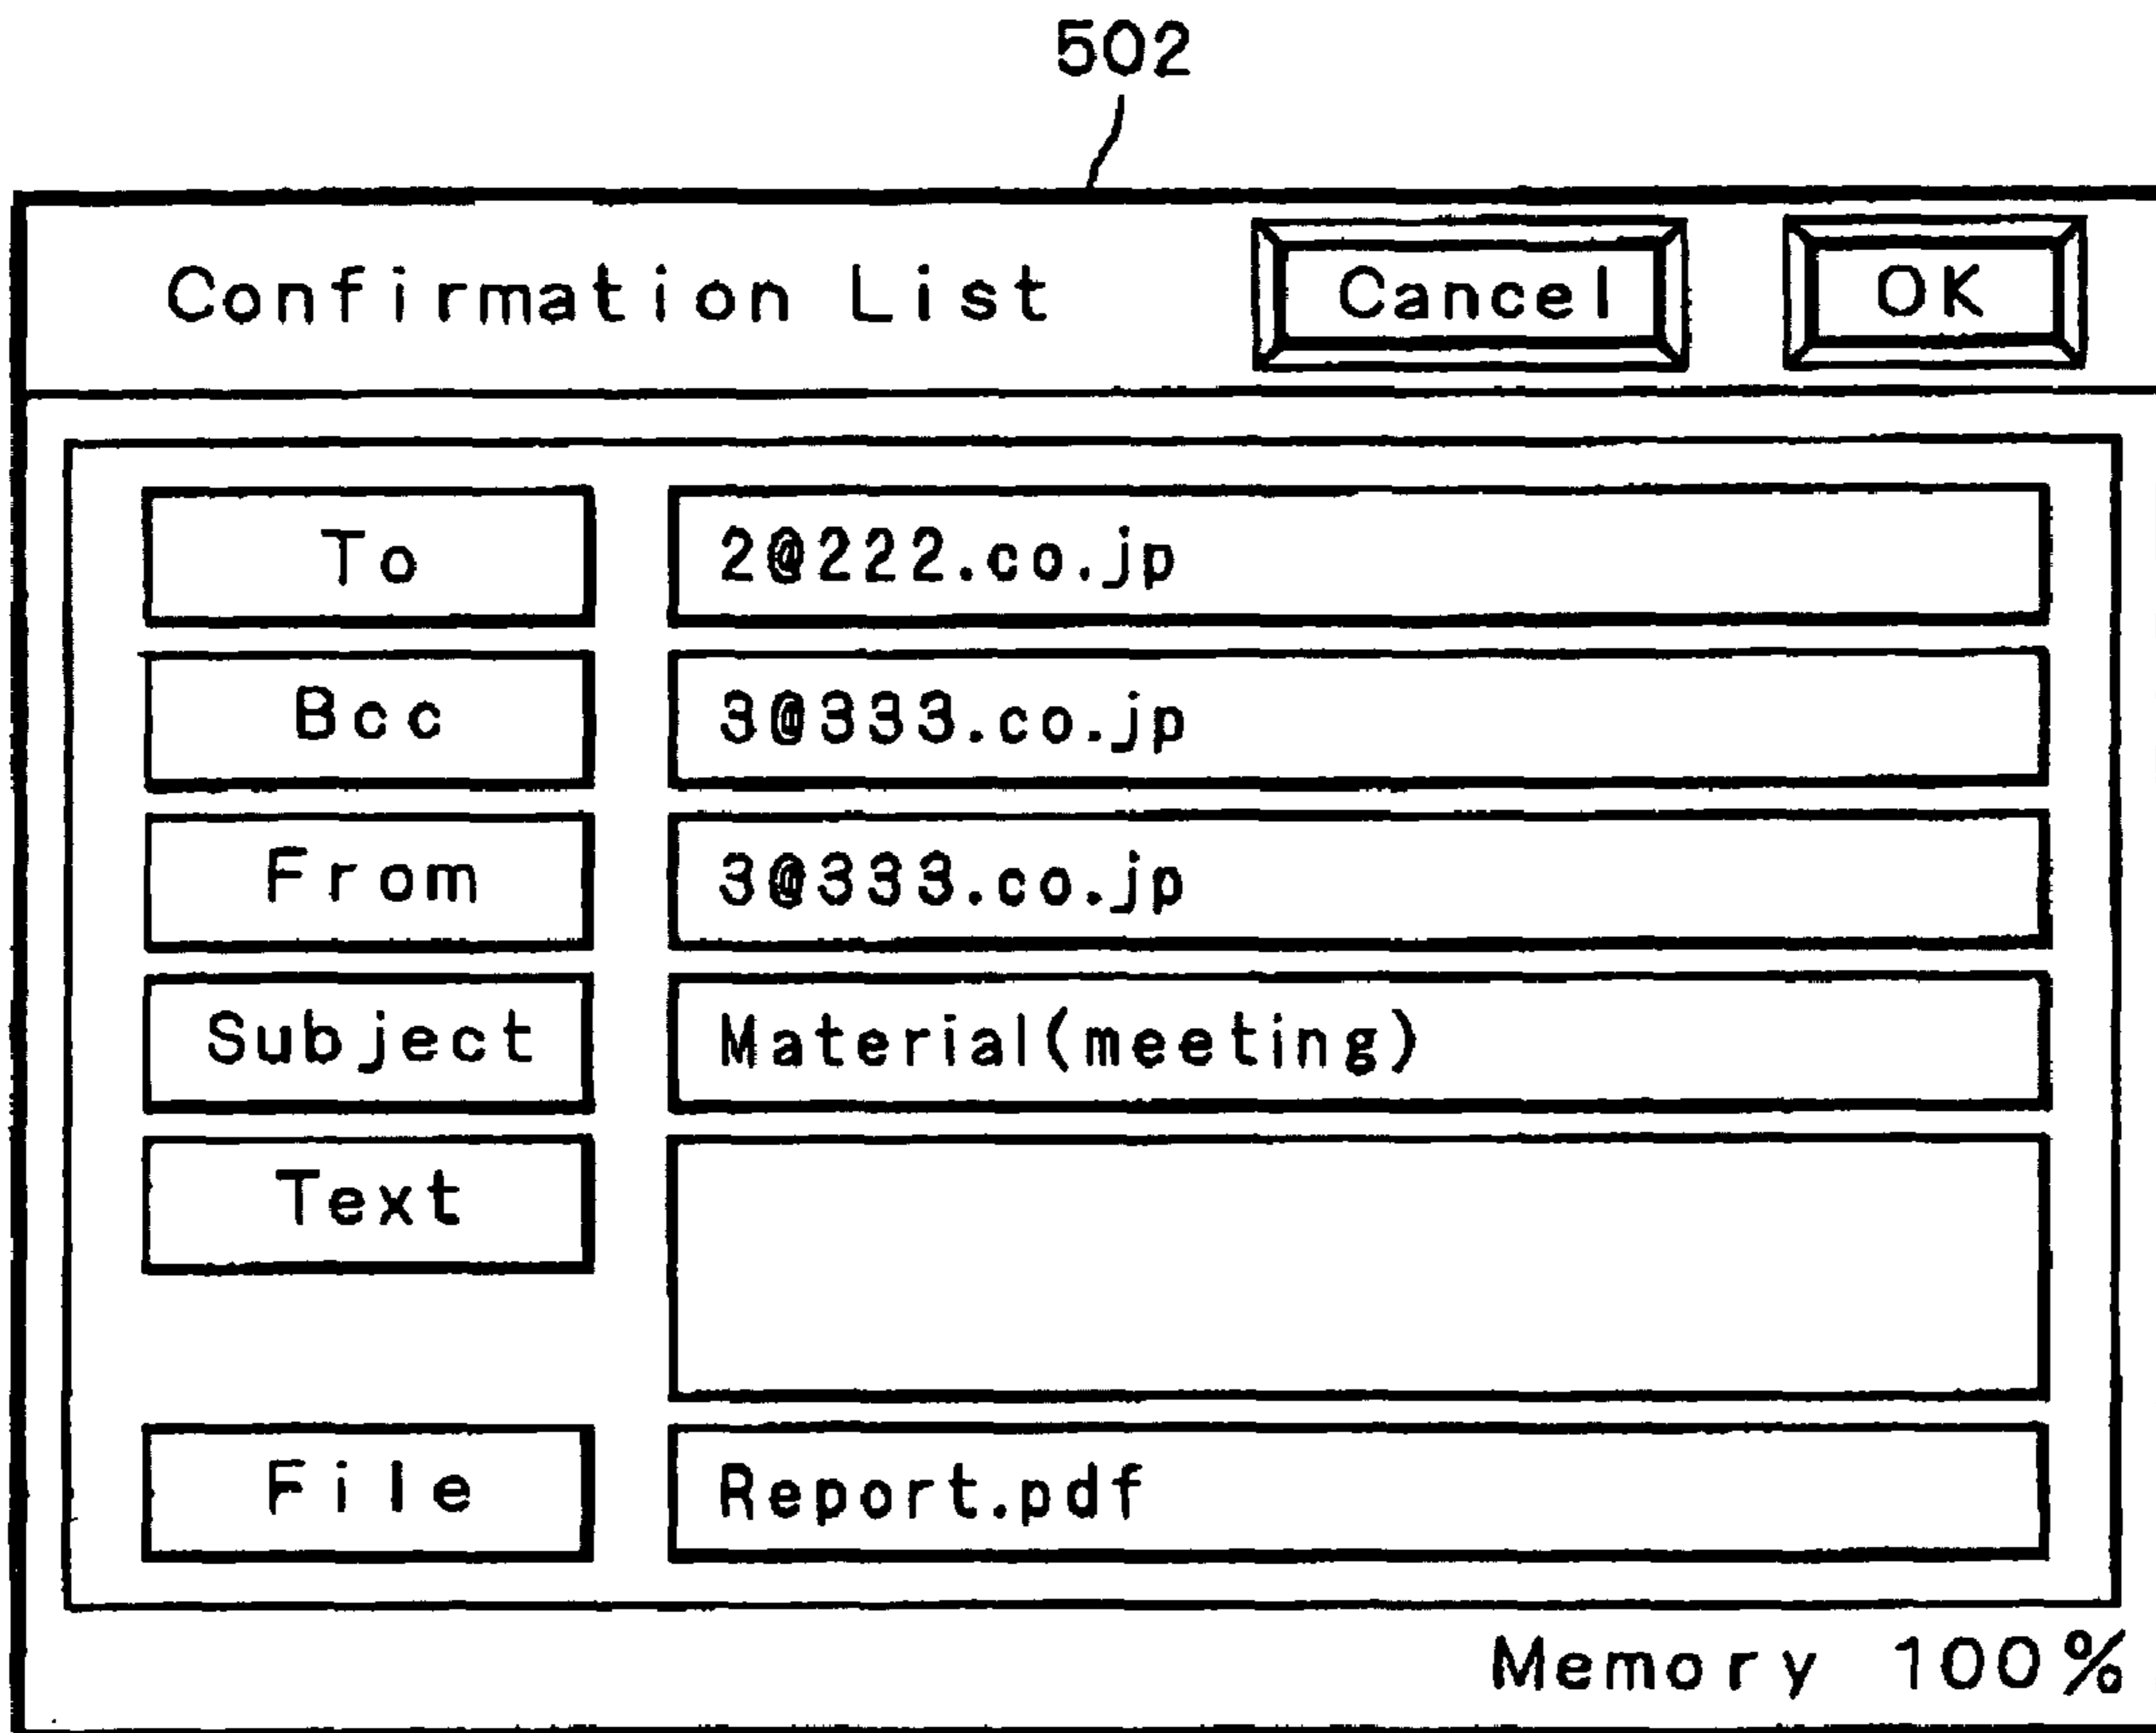 502
Confirmation List Cancel OK
To 2@222.co.jp
Bcc 3@333.co.jp
From 3@333.co.jp
Subject Material(meeting)
Text
File Report.pdf
Memory 100%